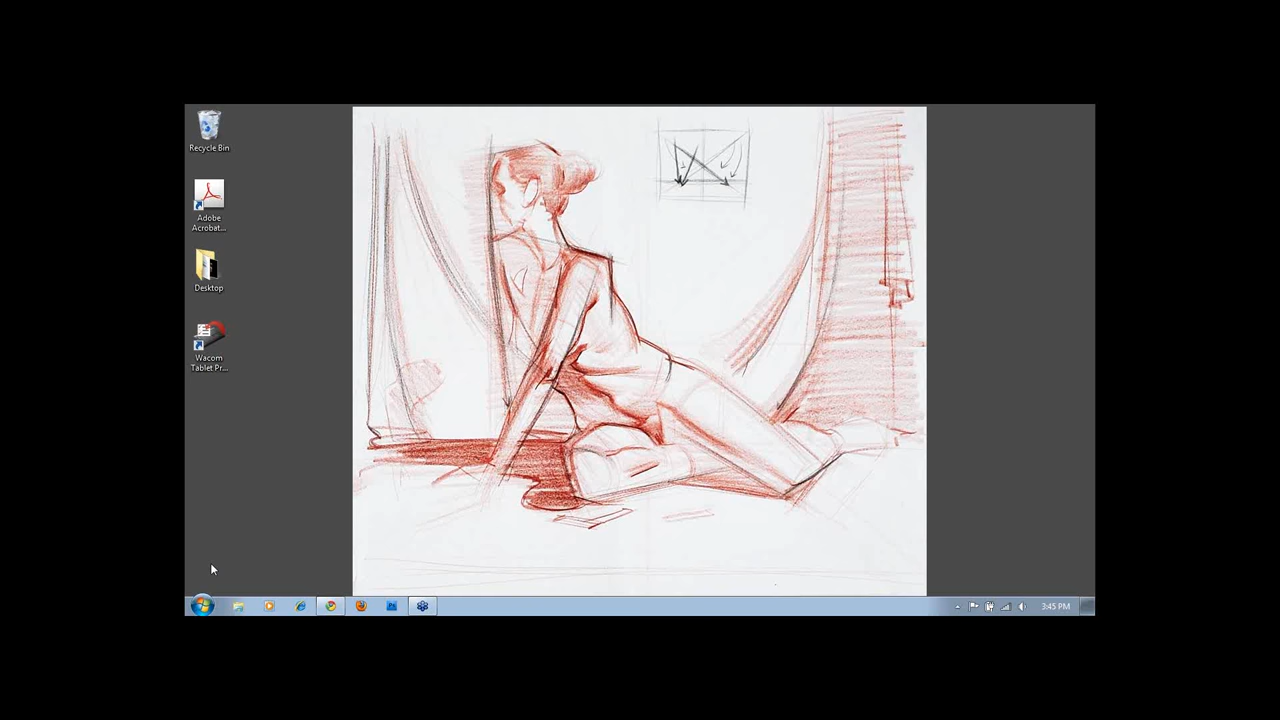 Recycle Bin
Adobe
Acrobat...
Desktop
Wacom
Tablet Pr...
3:45 PM